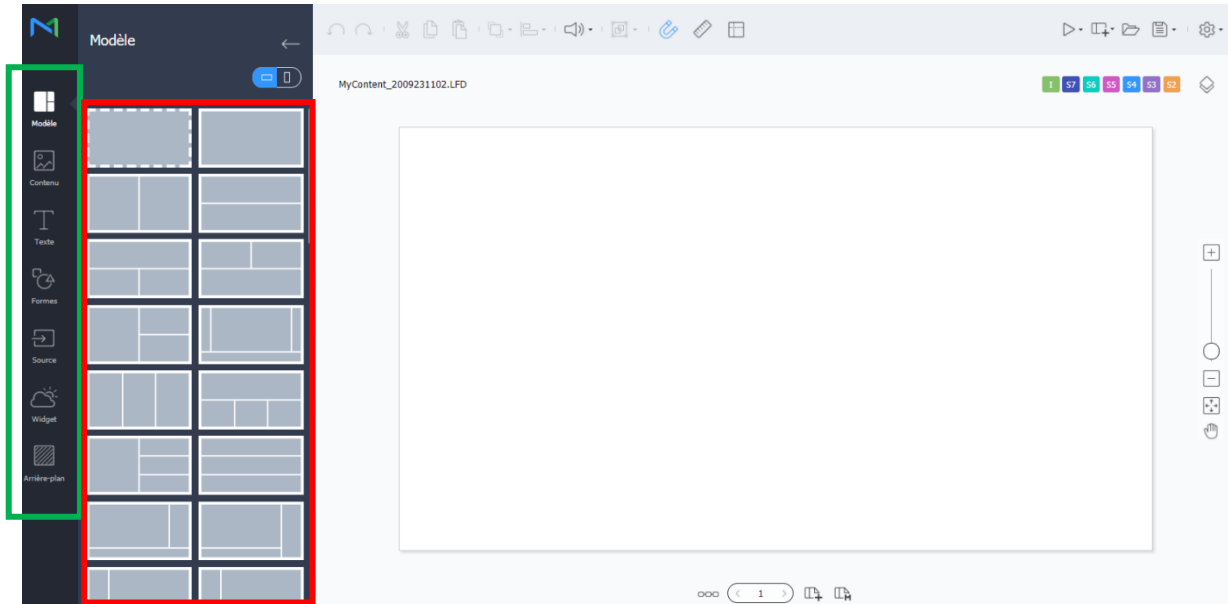 Modèle
MyContent_2009231102.LFD
I S7 S6 S5 S4 S3 S2
Modèle
Contenu
Texte
Formes
Source
Widget
Arrière-plan
1